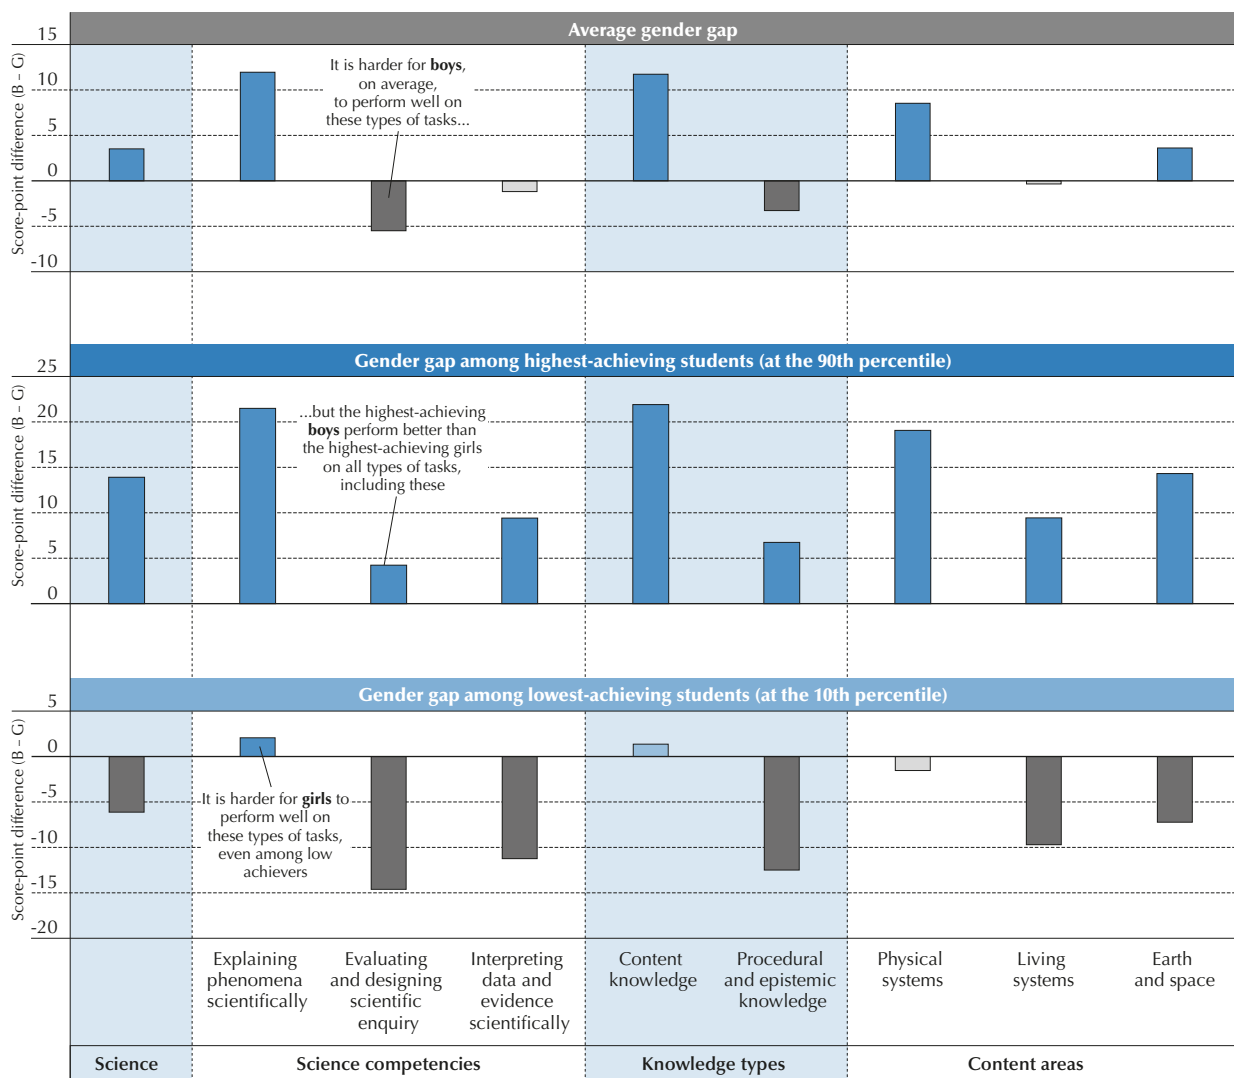 Average gender gap
Score-point difference (B – G)
15
10
5
0
-5
-10
It is harder for boys,
on average,
to perform well on
these types of tasks...
Gender gap among highest-achieving students (at the 90th percentile)
Score-point difference (B – G)
25
20
15
10
5
0
...but the highest-achieving
boys perform better than
the highest-achieving girls
on all types of tasks,
including these
Gender gap among lowest-achieving students (at the 10th percentile)
Score-point difference (B – G)
5
0
-5
-10
-15
-20
It is harder for girls to
perform well on
these types of tasks,
even among low
achievers
Explaining
phenomena
scientifically
Evaluating
and designing
scientific
enquiry
Interpreting
data and
evidence
scientifically
Content
knowledge
Procedural
and epistemic
knowledge
Physical
systems
Living
systems
Earth
and space
Science
Science competencies
Knowledge types
Content areas